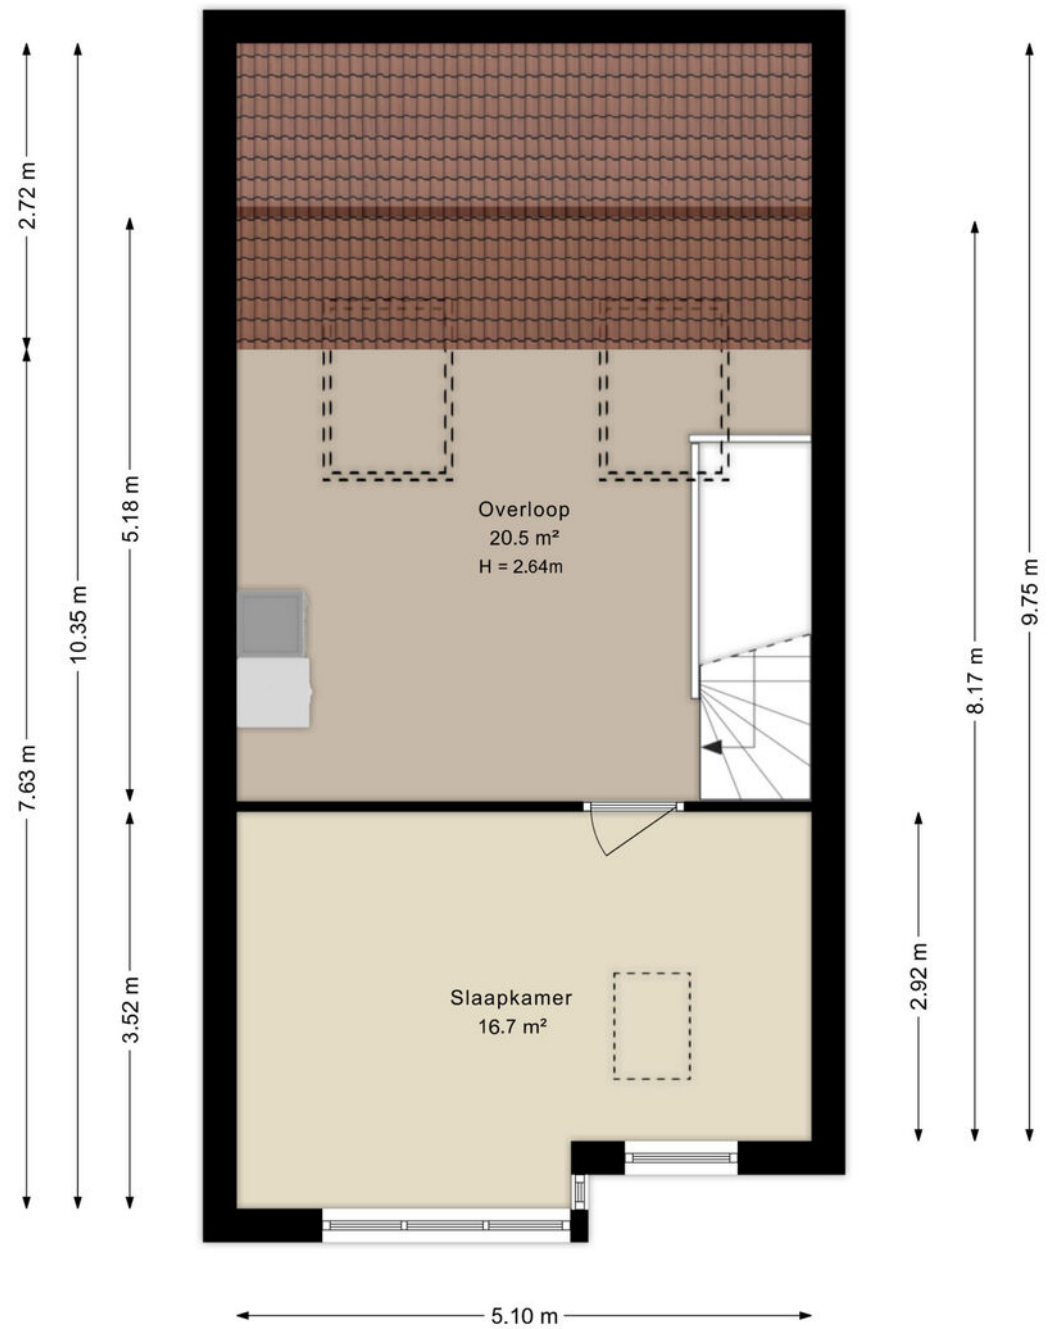 2.72 m
5.18 m
10.35 m
7.63 m
3.52 m
Overloop
20.5 m²
H = 2.64m
Slaapkamer
16.7 m²
9.75 m
8.17 m
2.92 m
5.10 m